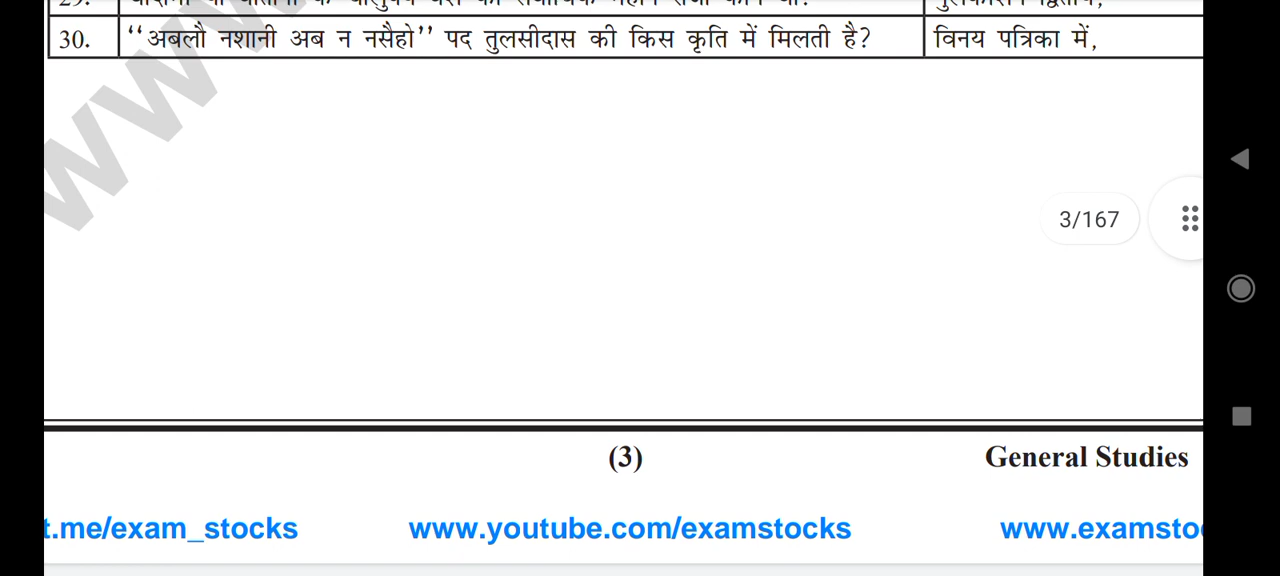 30. ‘‘अबलौ नशानी अब न नसैहो’’ पद तुलसीदास की किस कृति में मिलती है? विनय पत्रिका में,
3/167
(3) General Studies
t.me/exam_stocks www.youtube.com/examstocks www.examsto